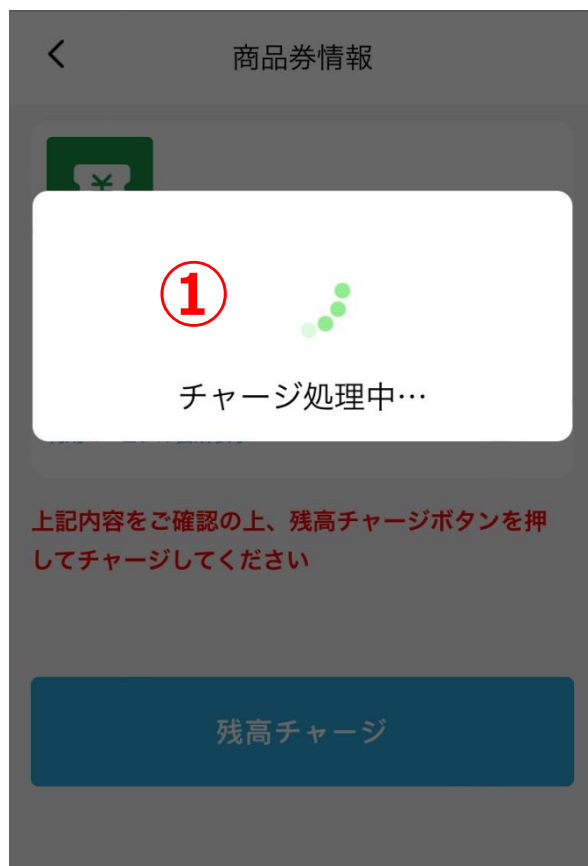 商品券情報
¥
①
チャージ処理中…
上記内容をご確認の上、残高チャージボタンを押
してチャージしてください
残高チャージ